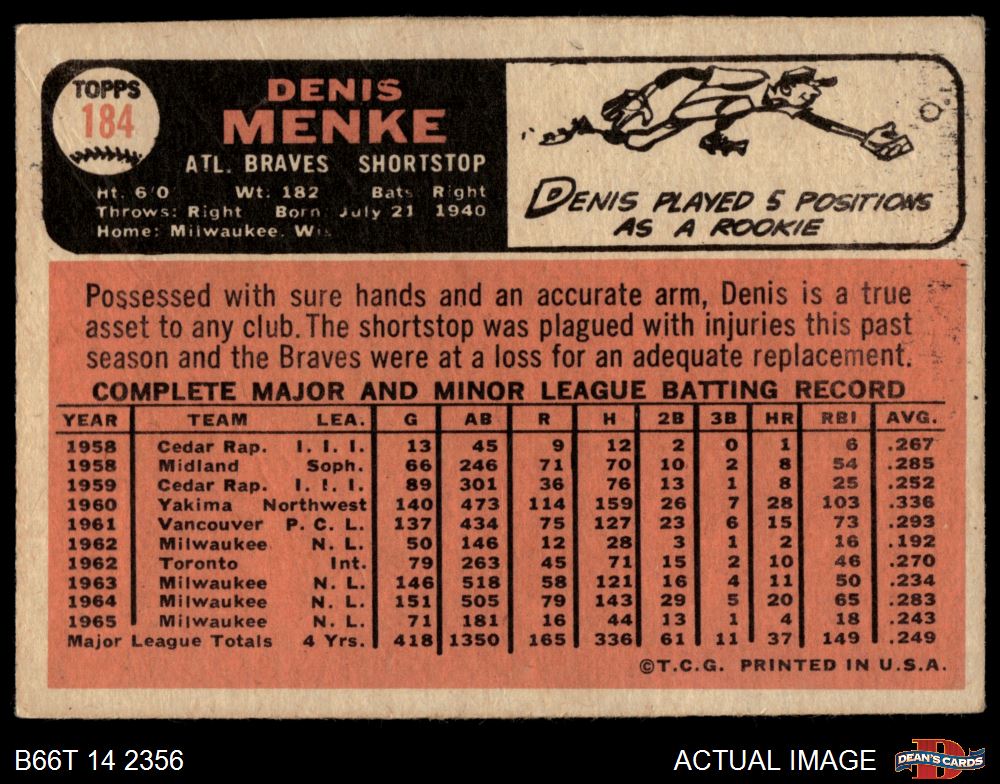 TOPPS
184
DENIS
MENKE
ATL. BRAVES SHORTSTOP
Ht. 6'0 Wt: 182 Bats Right
Throws: Right Born July 21 1940
Home: Milwaukee. Wis
DENIS PLAYED 5 POSITIONS
AS A ROOKIE
Possessed with sure hands and an accurate arm, Denis is a true
asset to any club. The shortstop was plagued with injuries this past
season and the Braves were at a loss for an adequate replacement.
COMPLETE MAJOR AND MINOR LEAGUE BATTING RECORD
YEAR TEAM LEA. G AB R H 2B 3B HR RBI AVG.
1958 Cedar Rap. I. I. I. 13 45 9 12 2 0 1 6 .267
1958 Midland Soph. 66 246 71 70 10 2 8 54 .285
1959 Cedar Rap. I. I. I. 89 301 36 76 13 1 8 25 .252
1960 Yakima Northwest 140 473 114 159 26 7 28 103 .336
1961 Vancouver P. C. L. 137 434 75 127 23 6 15 73 .293
1962 Milwaukee N. L. 50 146 12 28 3 1 2 16 .192
1962 Toronto Int. 79 263 45 71 15 2 10 46 .270
1963 Milwaukee N. L. 146 518 58 121 16 4 11 50 .234
1964 Milwaukee N. L. 151 505 79 143 29 5 20 65 .283
1965 Milwaukee N. L. 71 181 16 44 13 1 4 18 .243
Major League Totals 4 Yrs. 418 1350 165 336 61 11 37 149 .249
©T.C.G. PRINTED IN U.S.A.
B66T 14 2356 ACTUAL IMAGE DEAN'S CARDS